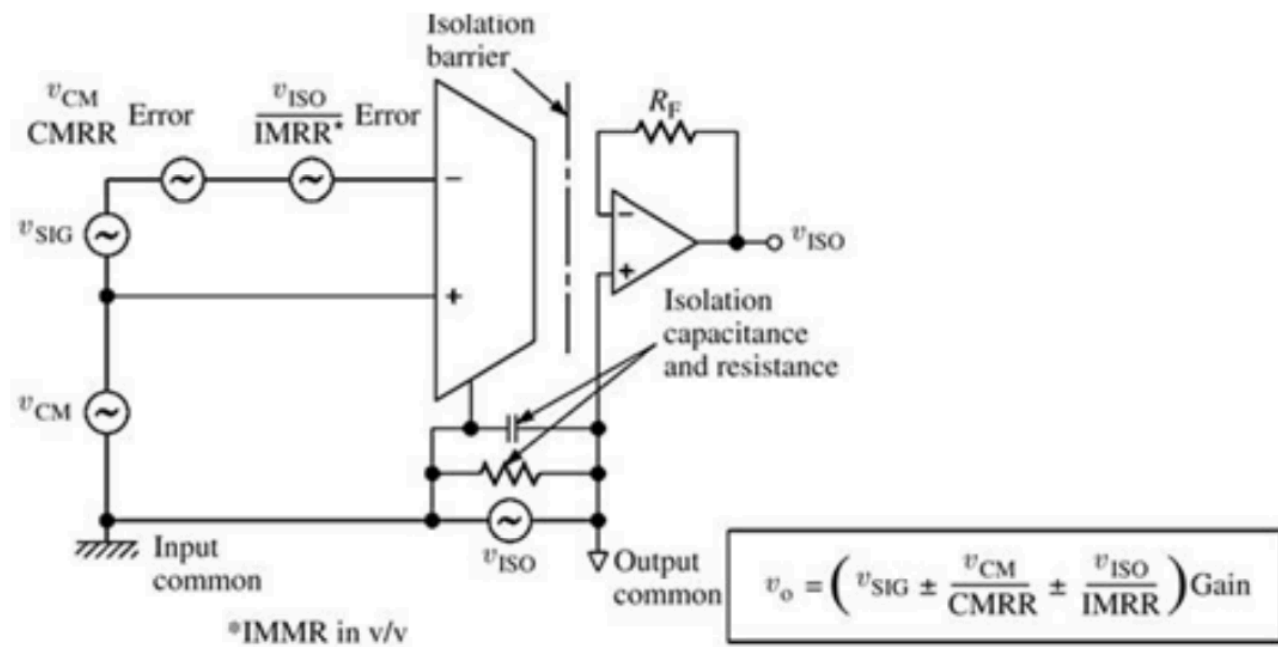 Isolation
barrier
v_CM / CMRR Error
v_ISO / IMRR* Error
R_F
−
v_SIG
−
v_ISO
+
+
Isolation
capacitance
and resistance
v_CM
Input
common
v_ISO
Output
common
v_o = ( v_SIG ± v_CM / CMRR ± v_ISO / IMRR ) Gain
*IMMR in v/v